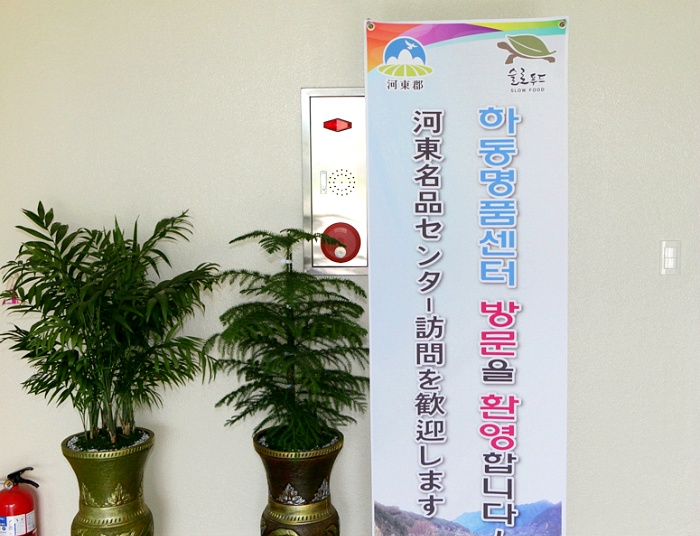 河東郡
슬로푸드
SLOW FOOD
하동명품센터 방문을 환영합니다
河東名品センター訪問を歓迎します